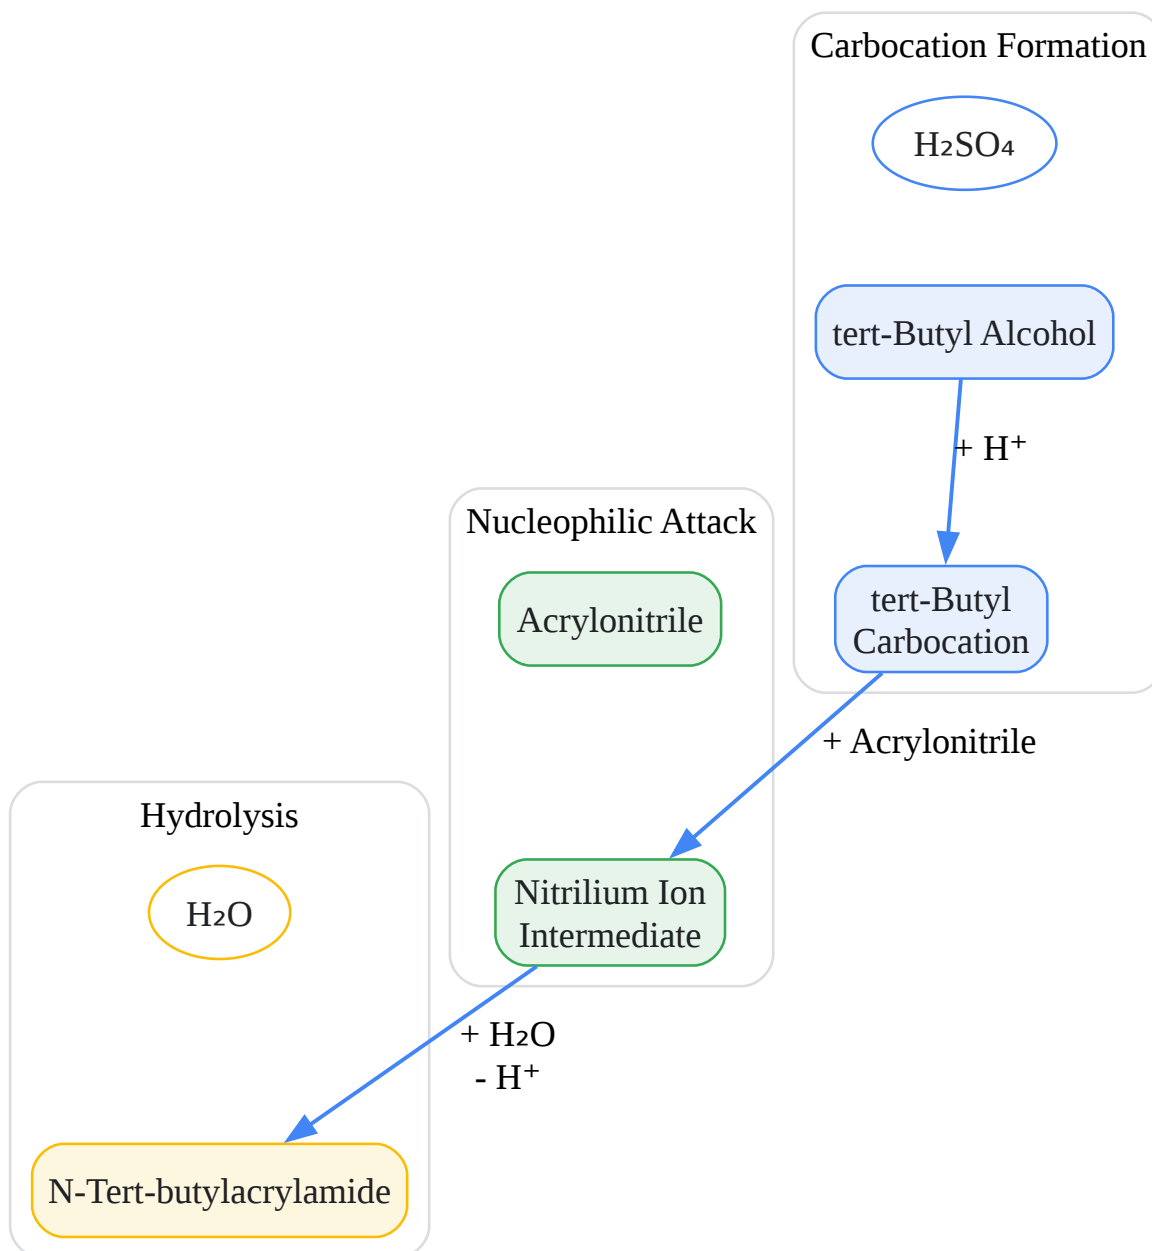 Carbocation Formation
H₂SO₄
tert-Butyl Alcohol
+ H⁺
tert-Butyl
Carbocation
+ Acrylonitrile
Nucleophilic Attack
Acrylonitrile
Nitrilium Ion
Intermediate
+ H₂O
- H⁺
Hydrolysis
H₂O
N-Tert-butylacrylamide